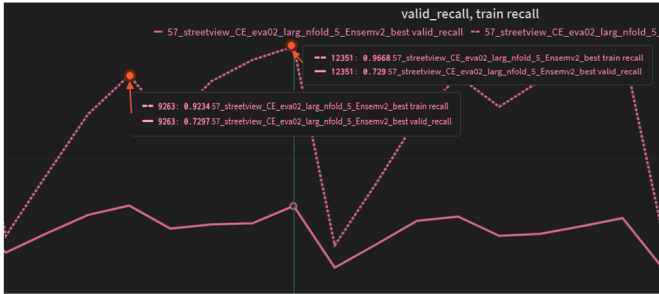 valid_recall, train recall
57_streetview_CE_eva02_larg_nfold_5_Ensemv2_best valid_recall 57_streetview_CE_eva02_larg_nfold_5_Ensemv2_
12351: 0.9668 57_streetview_CE_eva02_larg_nfold_5_Ensemv2_best train recall
12351: 0.729 57_streetview_CE_eva02_larg_nfold_5_Ensemv2_best valid_recall
9263: 0.9234 57_streetview_CE_eva02_larg_nfold_5_Ensemv2_best train recall
9263: 0.7297 57_streetview_CE_eva02_larg_nfold_5_Ensemv2_best valid_recall